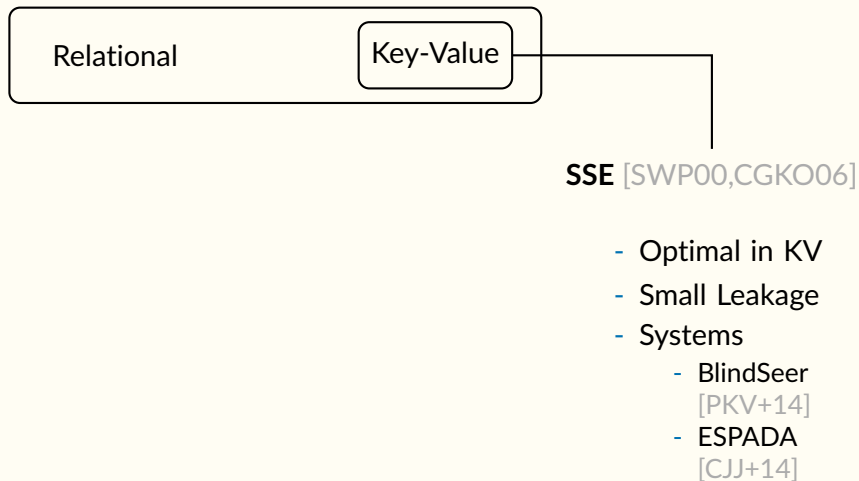 Relational
Key-Value
SSE [SWP00,CGKO06]
- Optimal in KV
- Small Leakage
- Systems
- BlindSeer
[PKV+14]
- ESPADA
[CJJ+14]